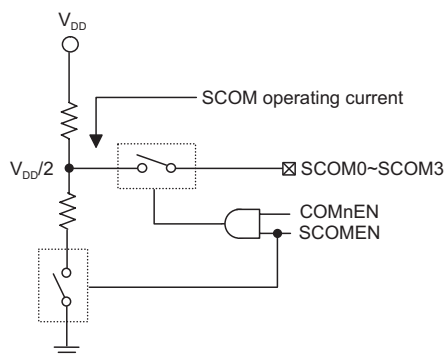 VDD
SCOM operating current
VDD/2
SCOM0~SCOM3
COMnEN
SCOMEN